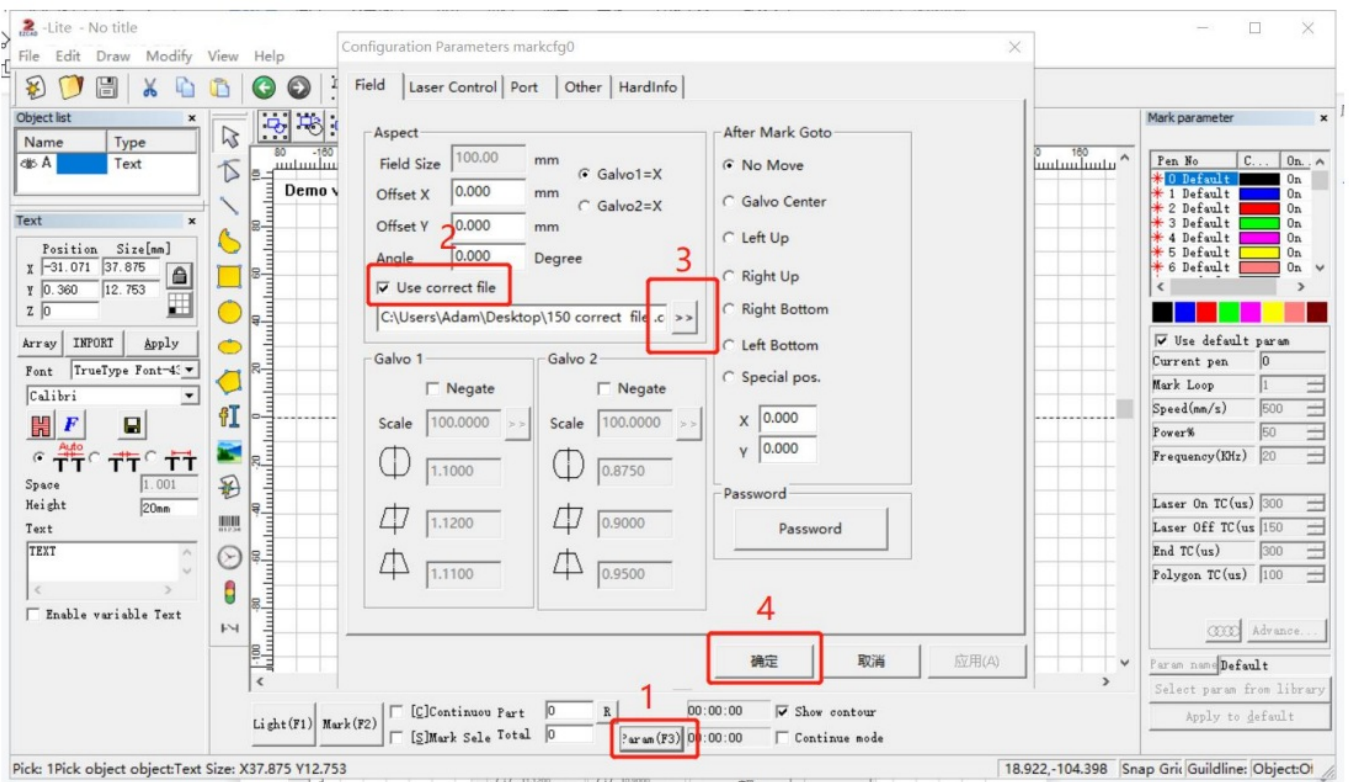 -Lite - No title
File Edit Draw Modify View Help
Object list
Name Type
A Text
Text
Position Size[mm]
X -31.071 37.875
Y 0.360 12.753
Z 0
Array INPORT Apply
Font TrueType Font-43
Calibri
F
Auto
TT TT TT
Space 1.001
Height 20mm
Text
TEXT
Enable variable Text
Demo
Configuration Parameters markcfg0
Field Laser Control Port Other HardInfo
Aspect
Field Size 100.00 mm
Offset X 0.000 mm
Offset Y 0.000 mm
Angle 0.000 Degree
Galvo1=X
Galvo2=X
2
Use correct file
3
C:\Users\Adam\Desktop\150 correct file .c >>
Galvo 1
Negate
Scale 100.0000 >>
1.1000
1.1200
1.1100
Galvo 2
Negate
Scale 100.0000 >>
0.8750
0.9000
0.9500
After Mark Goto
No Move
Galvo Center
Left Up
Right Up
Right Bottom
Left Bottom
Special pos.
X 0.000
Y 0.000
Password
Password
4
确定 取消 应用(A)
1
Light(F1) Mark(F2)
[C]Continuou Part 0 R 00:00:00 Show contour
[S]Mark Sele Total 0 Param(F3) 00:00:00 Continue mode
Mark parameter
Pen No C... On..
0 Default On
1 Default On
2 Default On
3 Default On
4 Default On
5 Default On
6 Default On
Use default param
Current pen 0
Mark Loop 1
Speed(mm/s) 500
Power% 50
Frequency(KHz) 20
Laser On TC(us) 300
Laser Off TC(us 150
End TC(us) 300
Polygon TC(us) 100
Advance...
Param name Default
Select param from library
Apply to default
Pick: 1Pick object object:Text Size: X37.875 Y12.753
18.922,-104.398 Snap Gri Guildline: Object:Of